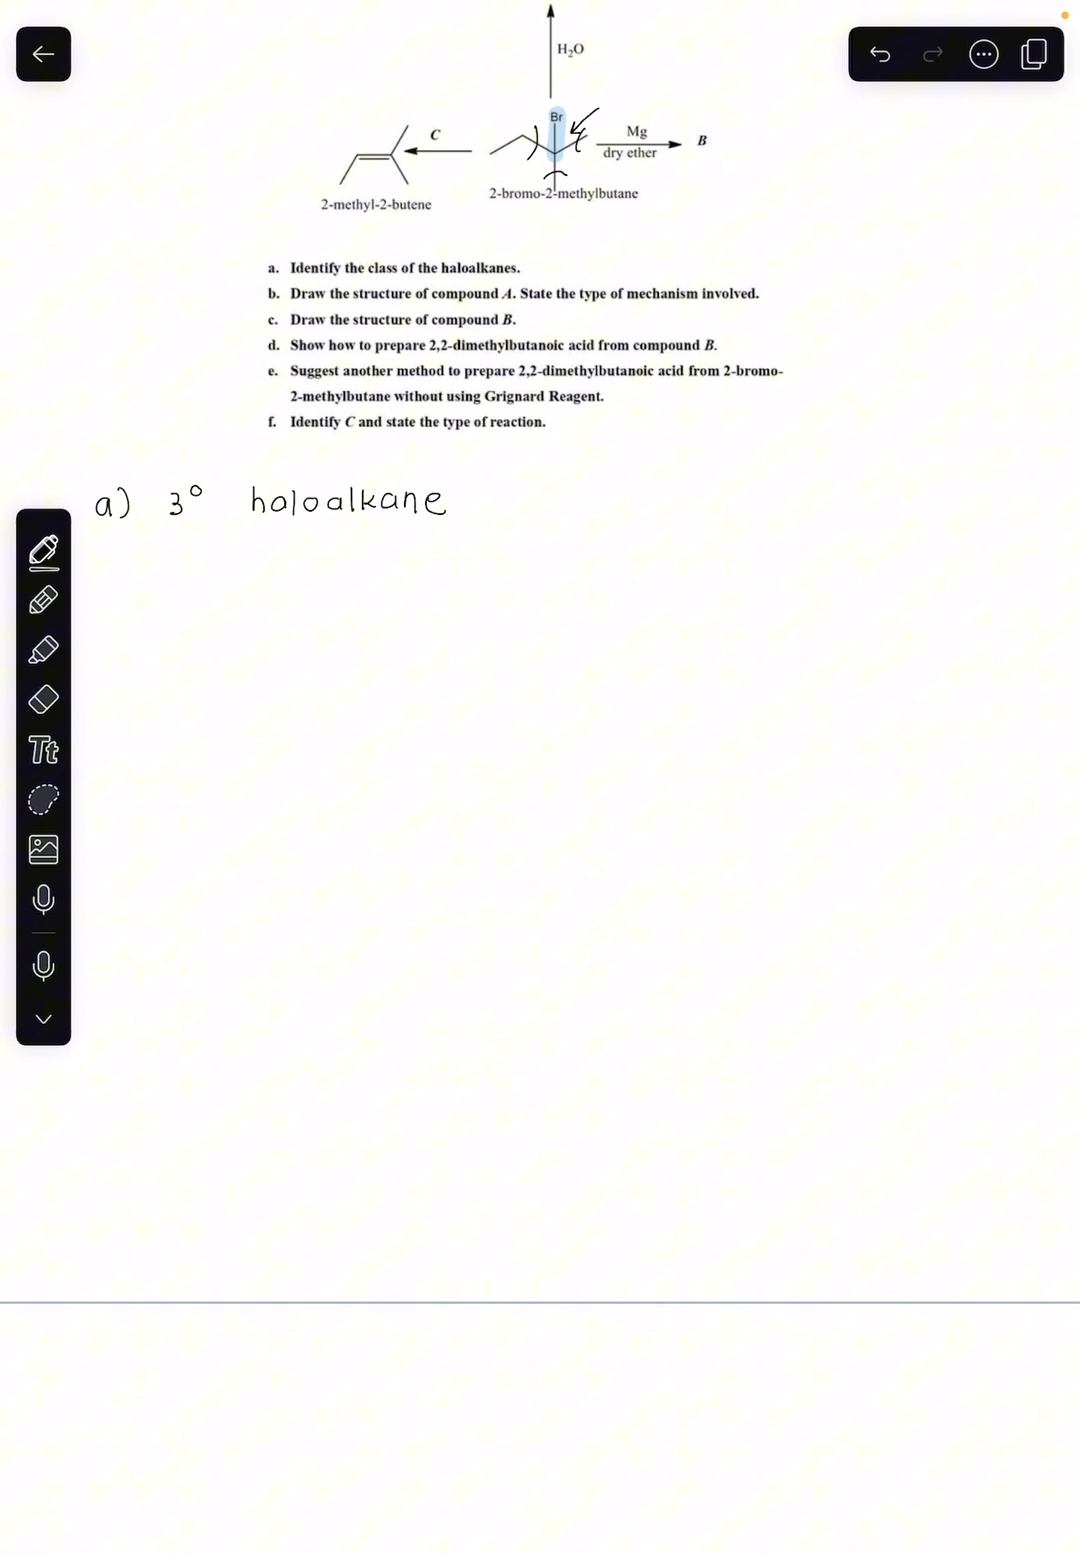 H₂O
Br
C
Mg
dry ether
B
2-bromo-2-methylbutane
2-methyl-2-butene
a. Identify the class of the haloalkanes.
b. Draw the structure of compound A. State the type of mechanism involved.
c. Draw the structure of compound B.
d. Show how to prepare 2,2-dimethylbutanoic acid from compound B.
e. Suggest another method to prepare 2,2-dimethylbutanoic acid from 2-bromo-
2-methylbutane without using Grignard Reagent.
f. Identify C and state the type of reaction.
a) 3° haloalkane
Tt